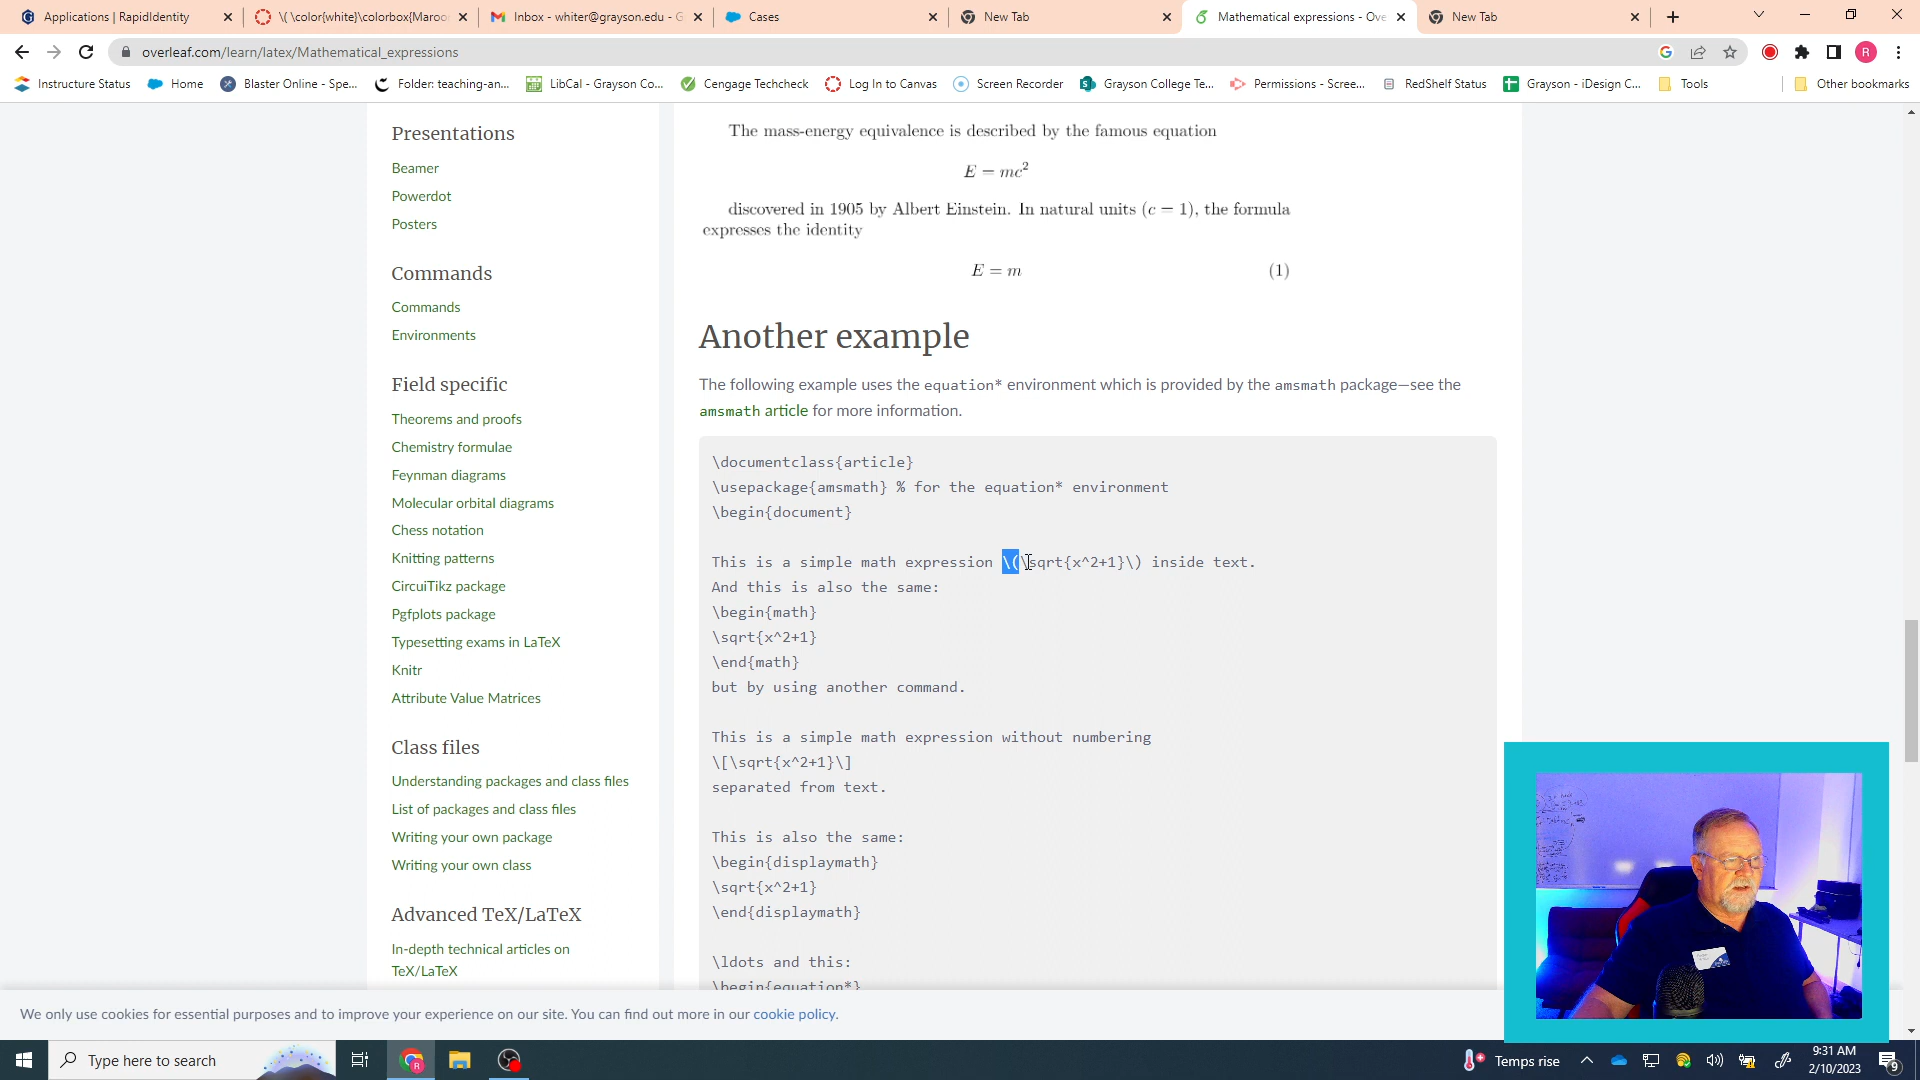 Applications | RapidIdentity
\( \color{white}\colorbox{Maroo
Inbox - whiter@grayson.edu - G
Cases
New Tab
Mathematical expressions - Ove
New Tab
overleaf.com/learn/latex/Mathematical_expressions
R
Instructure Status
Home
Blaster Online - Spe...
Folder: teaching-an...
LibCal - Grayson Co...
Cengage Techcheck
Log In to Canvas
Screen Recorder
Grayson College Te...
Permissions - Scree...
RedShelf Status
Grayson - iDesign C...
Tools
Other bookmarks
Presentations
Beamer
Powerdot
Posters
Commands
Commands
Environments
Field specific
Theorems and proofs
Chemistry formulae
Feynman diagrams
Molecular orbital diagrams
Chess notation
Knitting patterns
CircuiTikz package
Pgfplots package
Typesetting exams in LaTeX
Knitr
Attribute Value Matrices
Class files
Understanding packages and class files
List of packages and class files
Writing your own package
Writing your own class
Advanced TeX/LaTeX
In-depth technical articles on
TeX/LaTeX
The mass-energy equivalence is described by the famous equation
E = mc²
discovered in 1905 by Albert Einstein. In natural units (c = 1), the formula
expresses the identity
E = m (1)
Another example
The following example uses the equation* environment which is provided by the amsmath package—see the
amsmath article for more information.
\documentclass{article}
\usepackage{amsmath} % for the equation* environment
\begin{document}
This is a simple math expression \(\sqrt{x^2+1}\) inside text.
And this is also the same:
\begin{math}
\sqrt{x^2+1}
\end{math}
but by using another command.
This is a simple math expression without numbering
\[\sqrt{x^2+1}\]
separated from text.
This is also the same:
\begin{displaymath}
\sqrt{x^2+1}
\end{displaymath}
\ldots and this:
\begin{equation*}
We only use cookies for essential purposes and to improve your experience on our site. You can find out more in our cookie policy.
Type here to search
R
Temps rise
9:31 AM
2/10/2023
9